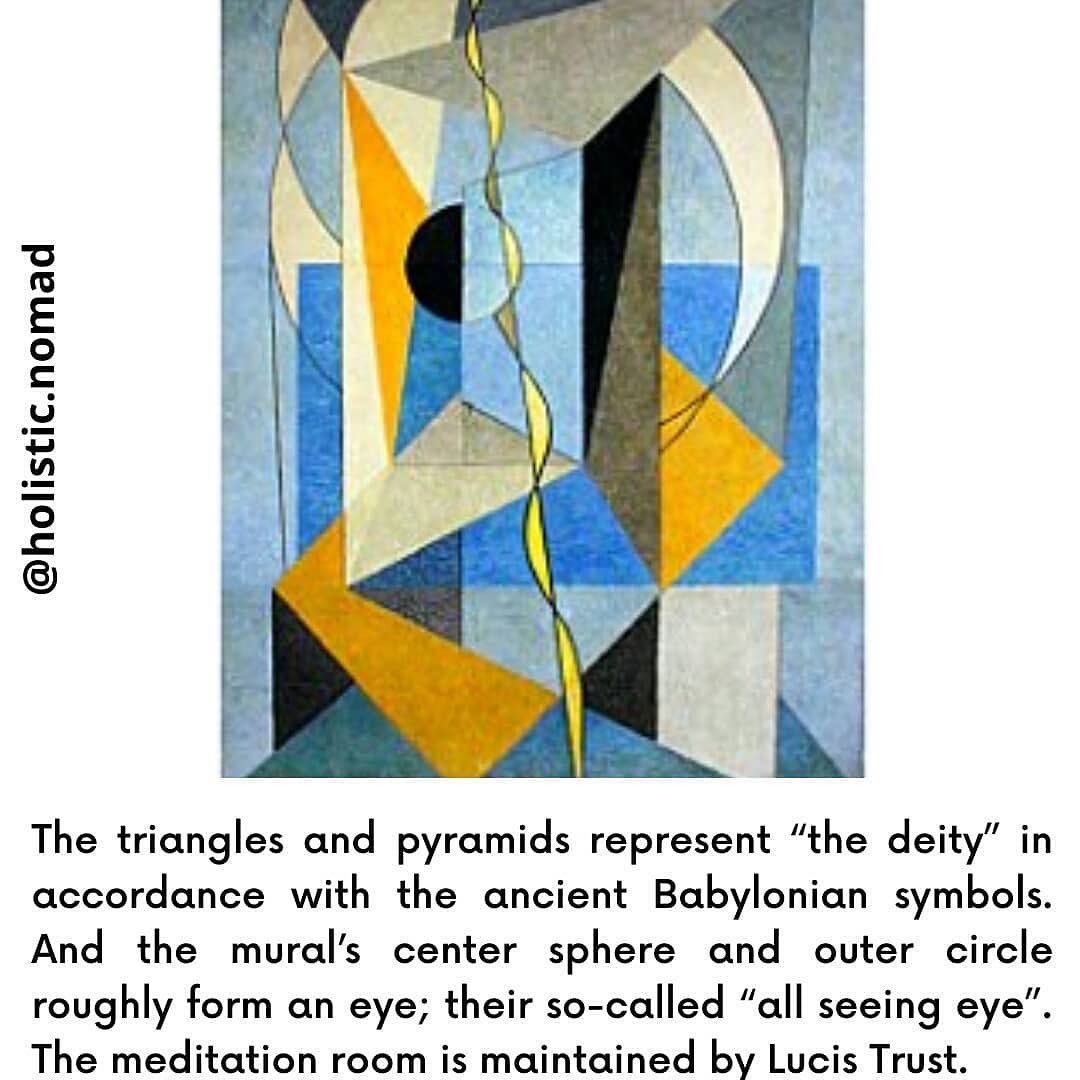 @holistic.nomad
The triangles and pyramids represent “the deity” in
accordance with the ancient Babylonian symbols.
And the mural’s center sphere and outer circle
roughly form an eye; their so-called “all seeing eye”.
The meditation room is maintained by Lucis Trust.